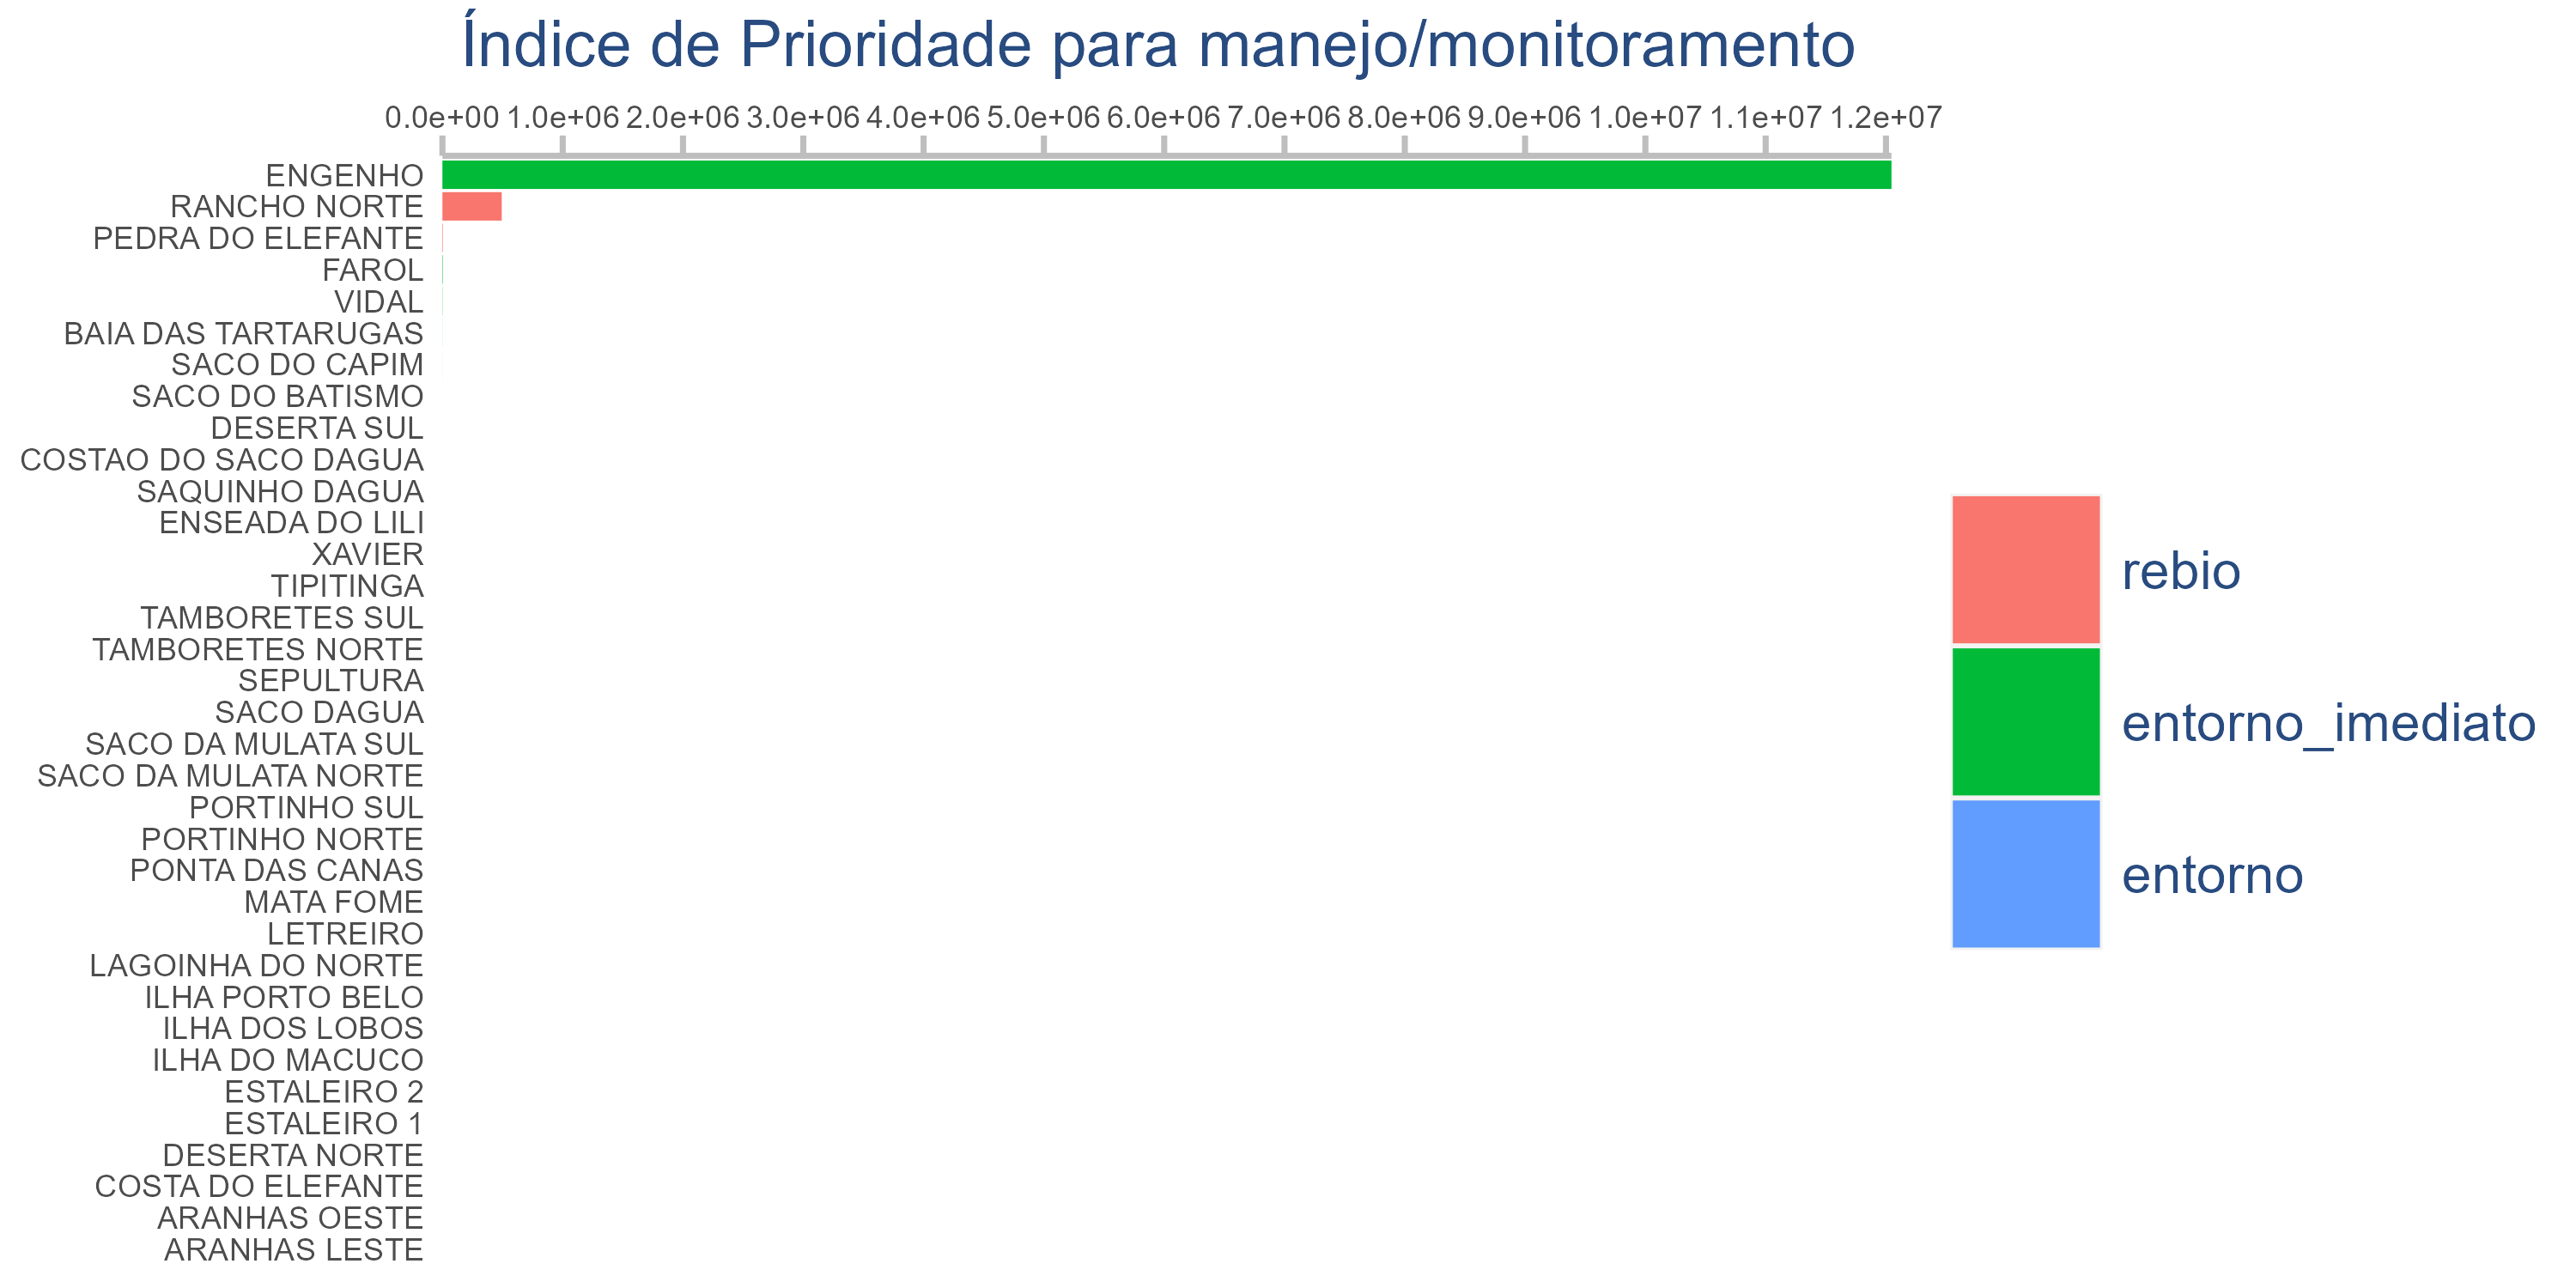 Índice de Prioridade para manejo/monitoramento
0.0e+00 1.0e+06 2.0e+06 3.0e+06 4.0e+06 5.0e+06 6.0e+06 7.0e+06 8.0e+06 9.0e+06 1.0e+07 1.1e+07 1.2e+07
ENGENHO
RANCHO NORTE
PEDRA DO ELEFANTE
FAROL
VIDAL
BAIA DAS TARTARUGAS
SACO DO CAPIM
SACO DO BATISMO
DESERTA SUL
COSTAO DO SACO DAGUA
SAQUINHO DAGUA
ENSEADA DO LILI
XAVIER
TIPITINGA
TAMBORETES SUL
TAMBORETES NORTE
SEPULTURA
SACO DAGUA
SACO DA MULATA SUL
SACO DA MULATA NORTE
PORTINHO SUL
PORTINHO NORTE
PONTA DAS CANAS
MATA FOME
LETREIRO
LAGOINHA DO NORTE
ILHA PORTO BELO
ILHA DOS LOBOS
ILHA DO MACUCO
ESTALEIRO 2
ESTALEIRO 1
DESERTA NORTE
COSTA DO ELEFANTE
ARANHAS OESTE
ARANHAS LESTE
rebio
entorno_imediato
entorno